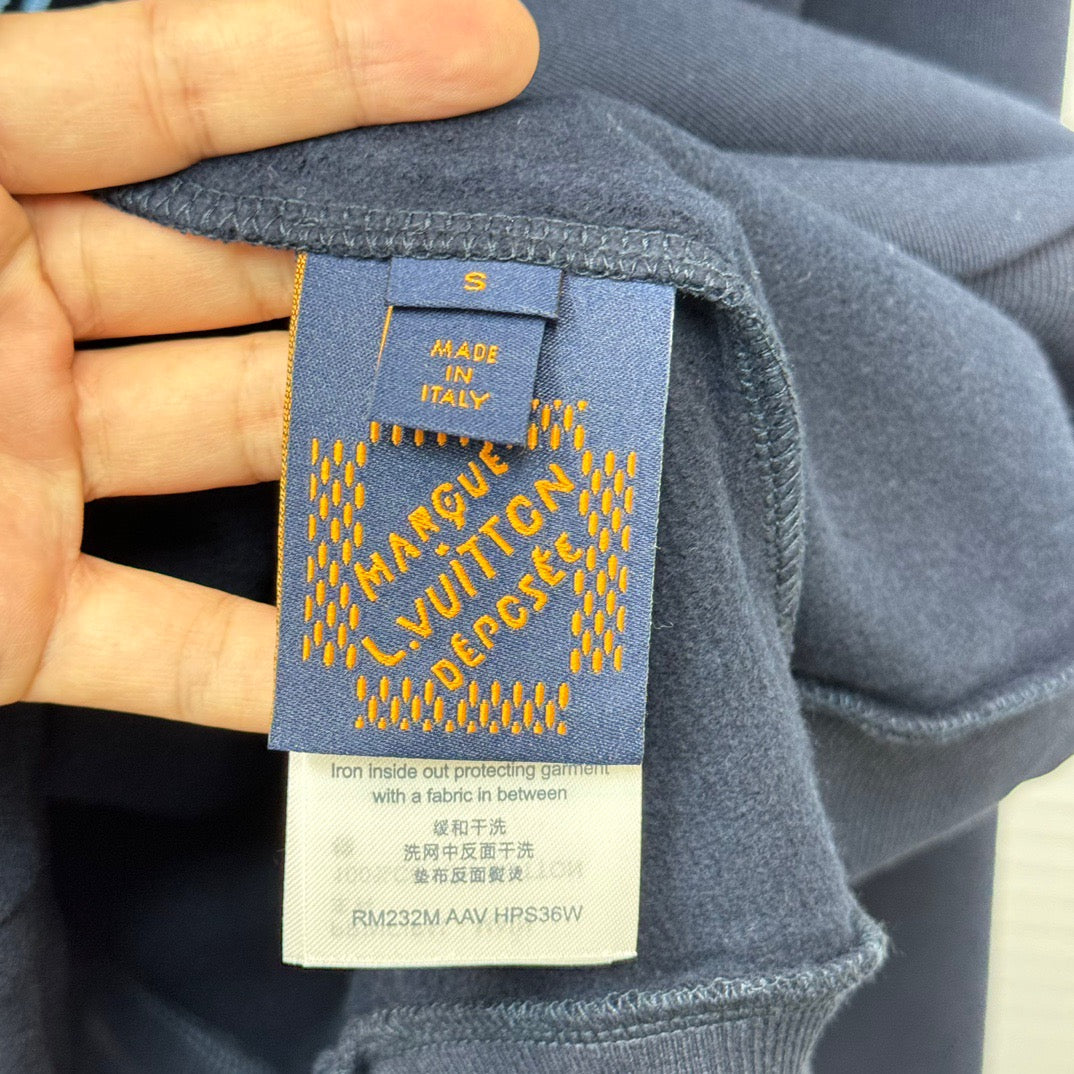 S
MADE
IN
ITALY
MARQUE
L.VUITTON
DÉPOSÉE
Iron inside out protecting garment
with a fabric in between
缓和干洗
洗网中反面干洗
垫布反面熨烫
RM232M AAV HPS36W